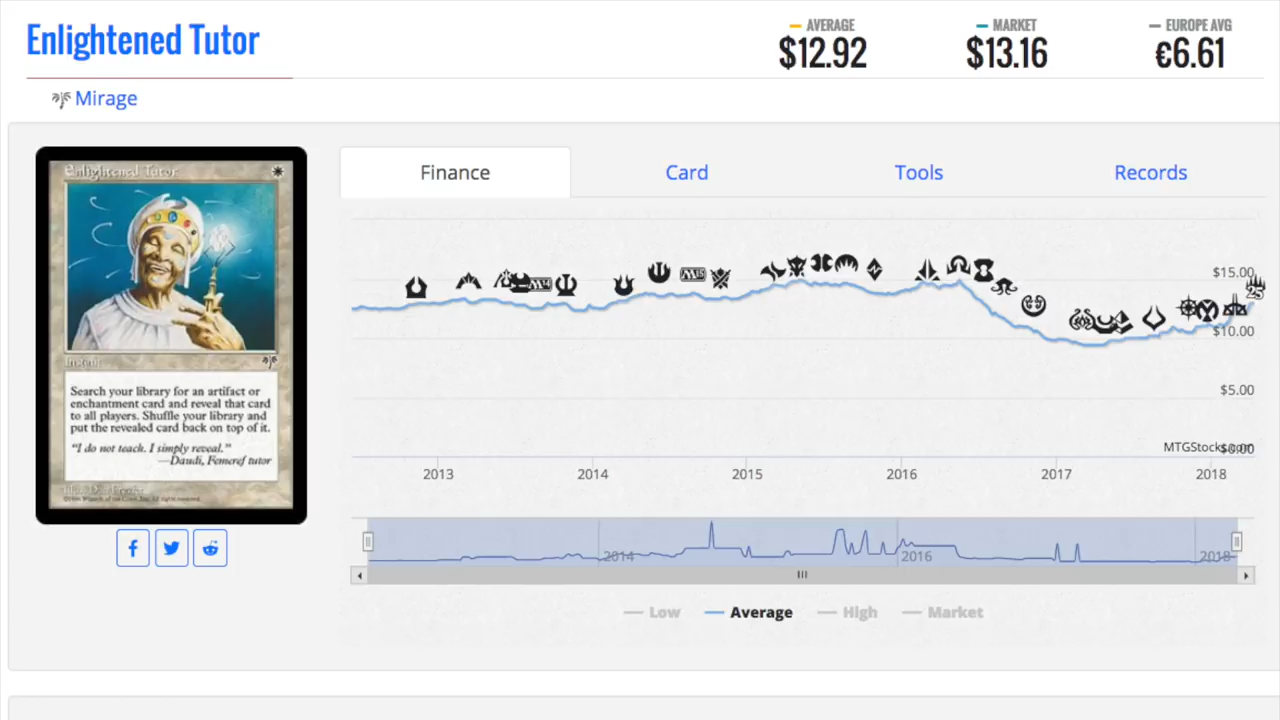 Enlightened Tutor
AVERAGE
$12.92
MARKET
$13.16
EUROPE AVG
€6.61
Mirage
Enlightened Tutor
Instant
Search your library for an artifact or
enchantment card and reveal that card
to all players. Shuffle your library and
put the revealed card back on top of it.
"I do not teach. I simply reveal."
—Daudi, Femeref tutor
Finance
Card
Tools
Records
$15.00
$10.00
$5.00
$0.00
MTGStocks.com
2013
2014
2015
2016
2017
2018
2014
2016
2018
Low
Average
High
Market